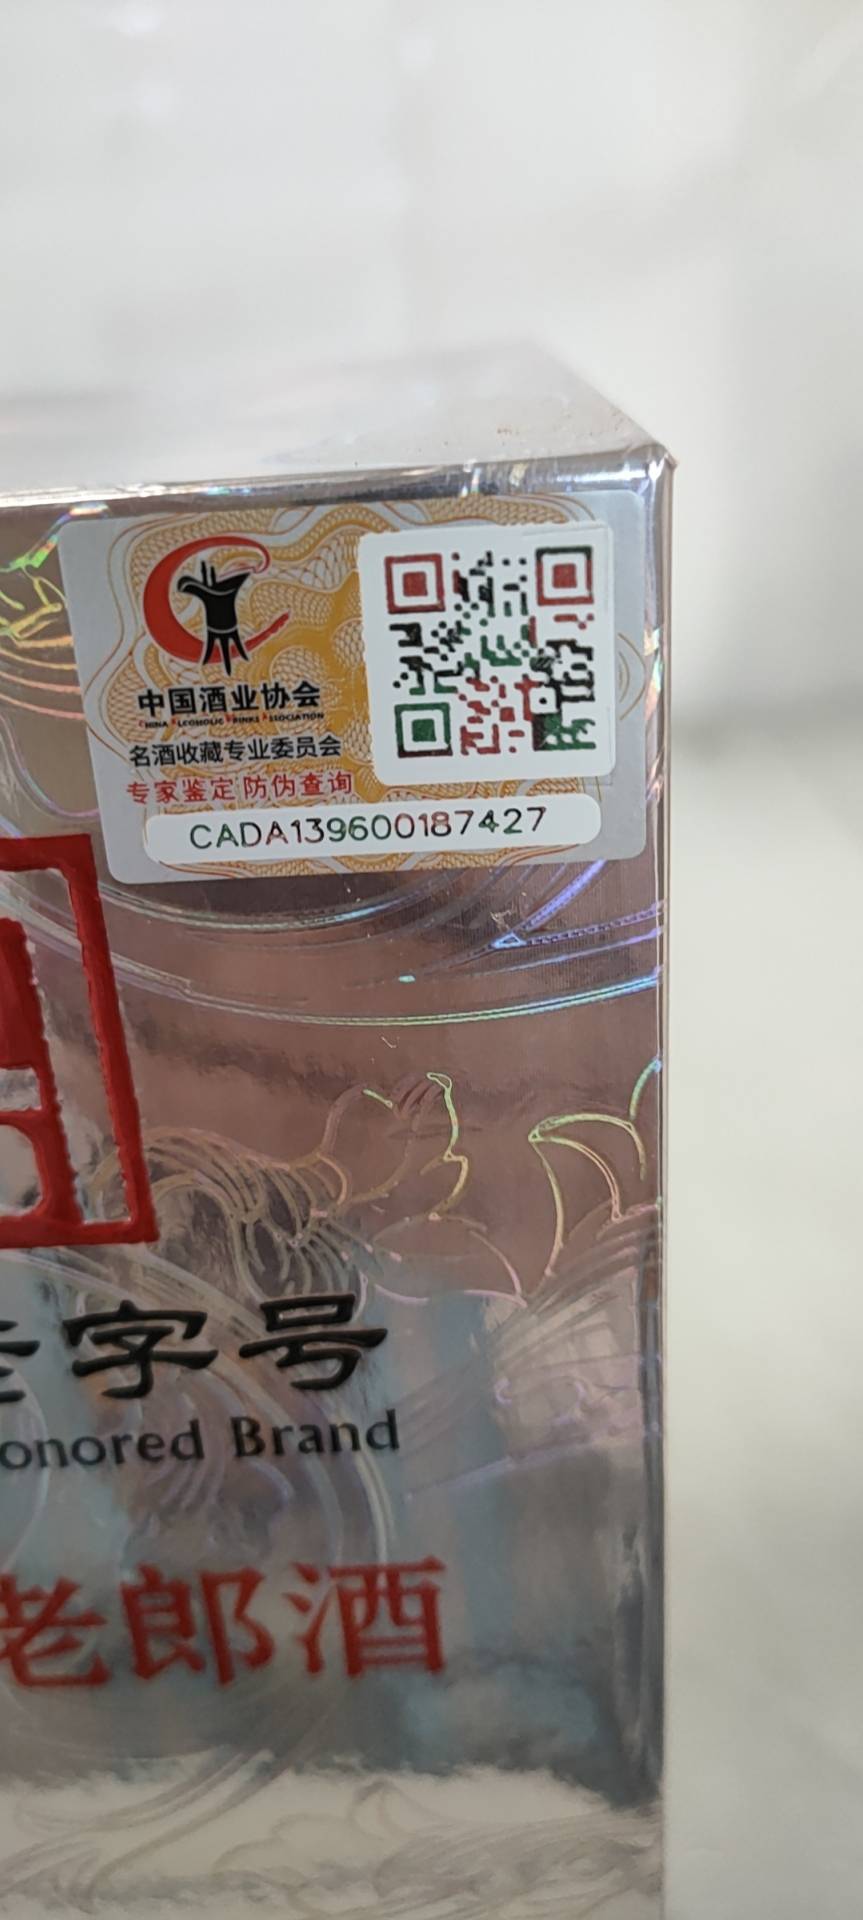 中国酒业协会
CHINA ALCOHOLIC DRINKS ASSOCIATION
名酒收藏专业委员会
专家鉴定 防伪查询
CADA139600187427
字号
onored Brand
老郎酒